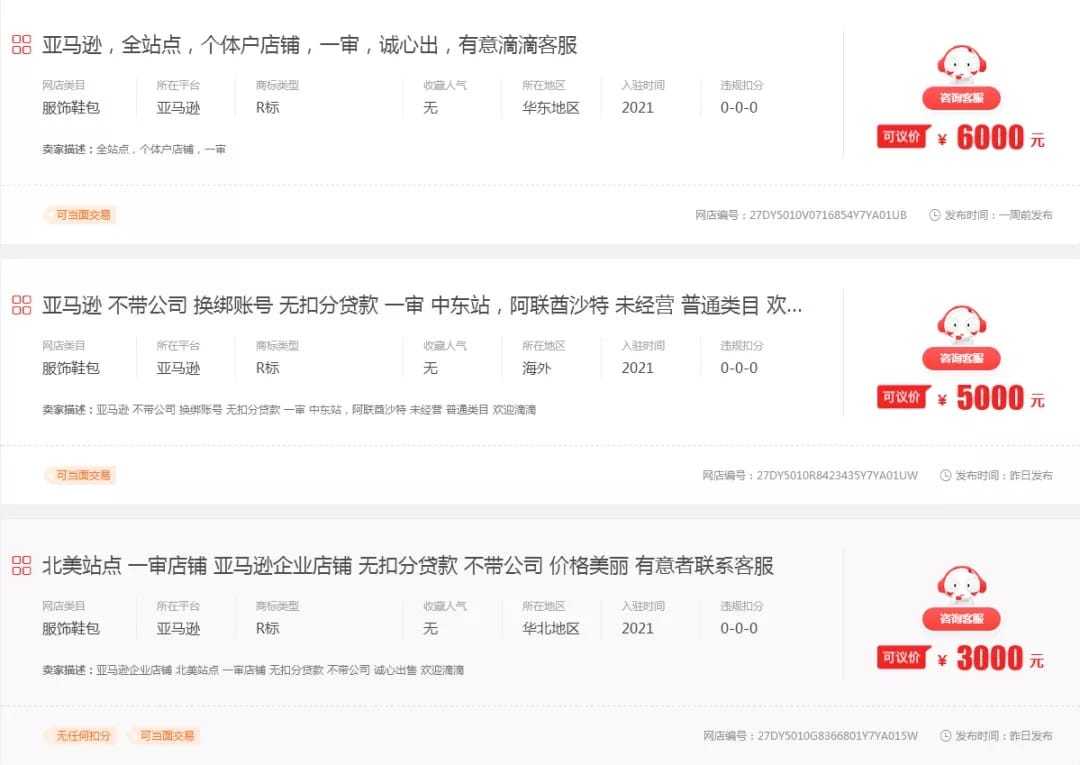 亚马逊，全站点，个体户店铺，一审，诚心出，有意滴滴客服
网店类目 所在平台 商标类型 收藏人气 所在地区 入驻时间 违规扣分
服饰鞋包 亚马逊 R标 无 华东地区 2021 0-0-0
咨询客服
可议价 ¥ 6000 元
卖家描述：全站点，个体户店铺，一审
可当面交易 网店编号：27DY5010V0716854Y7YA01UB 发布时间：一周前发布
亚马逊 不带公司 换绑账号 无扣分贷款 一审 中东站，阿联酋沙特 未经营 普通类目 欢...
网店类目 所在平台 商标类型 收藏人气 所在地区 入驻时间 违规扣分
服饰鞋包 亚马逊 R标 无 海外 2021 0-0-0
咨询客服
可议价 ¥ 5000 元
卖家描述：亚马逊 不带公司 换绑账号 无扣分贷款 一审 中东站，阿联酋沙特 未经营 普通类目 欢迎滴滴
可当面交易 网店编号：27DY5010R8423435Y7YA01UW 发布时间：昨日发布
北美站点 一审店铺 亚马逊企业店铺 无扣分贷款 不带公司 价格美丽 有意者联系客服
网店类目 所在平台 商标类型 收藏人气 所在地区 入驻时间 违规扣分
服饰鞋包 亚马逊 R标 无 华北地区 2021 0-0-0
咨询客服
可议价 ¥ 3000 元
卖家描述：亚马逊企业店铺 北美站点 一审店铺 无扣分贷款 不带公司 诚心出售 欢迎滴滴
无任何扣分 可当面交易 网店编号：27DY5010G8366801Y7YA015W 发布时间：昨日发布